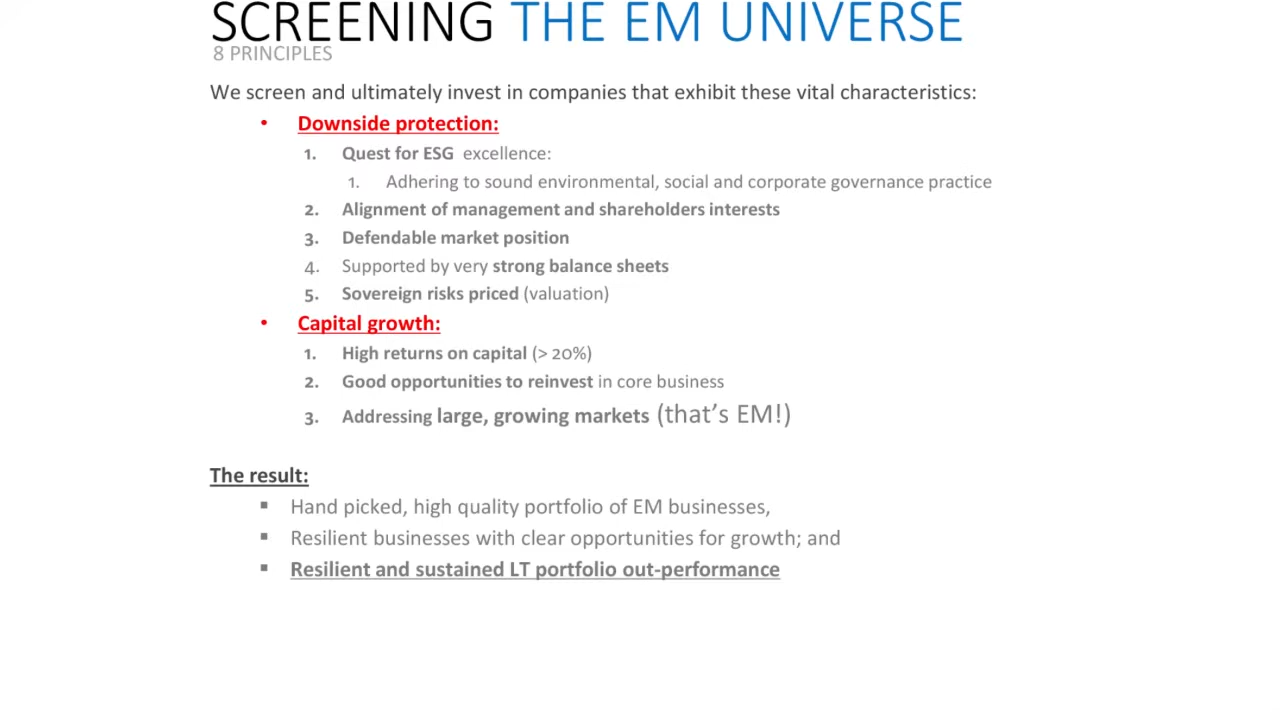 SCREENING THE EM UNIVERSE
8 PRINCIPLES
We screen and ultimately invest in companies that exhibit these vital characteristics:
• Downside protection:
1. Quest for ESG excellence:
1. Adhering to sound environmental, social and corporate governance practice
2. Alignment of management and shareholders interests
3. Defendable market position
4. Supported by very strong balance sheets
5. Sovereign risks priced (valuation)
• Capital growth:
1. High returns on capital (> 20%)
2. Good opportunities to reinvest in core business
3. Addressing large, growing markets (that's EM!)
The result:
▪ Hand picked, high quality portfolio of EM businesses,
▪ Resilient businesses with clear opportunities for growth; and
▪ Resilient and sustained LT portfolio out-performance